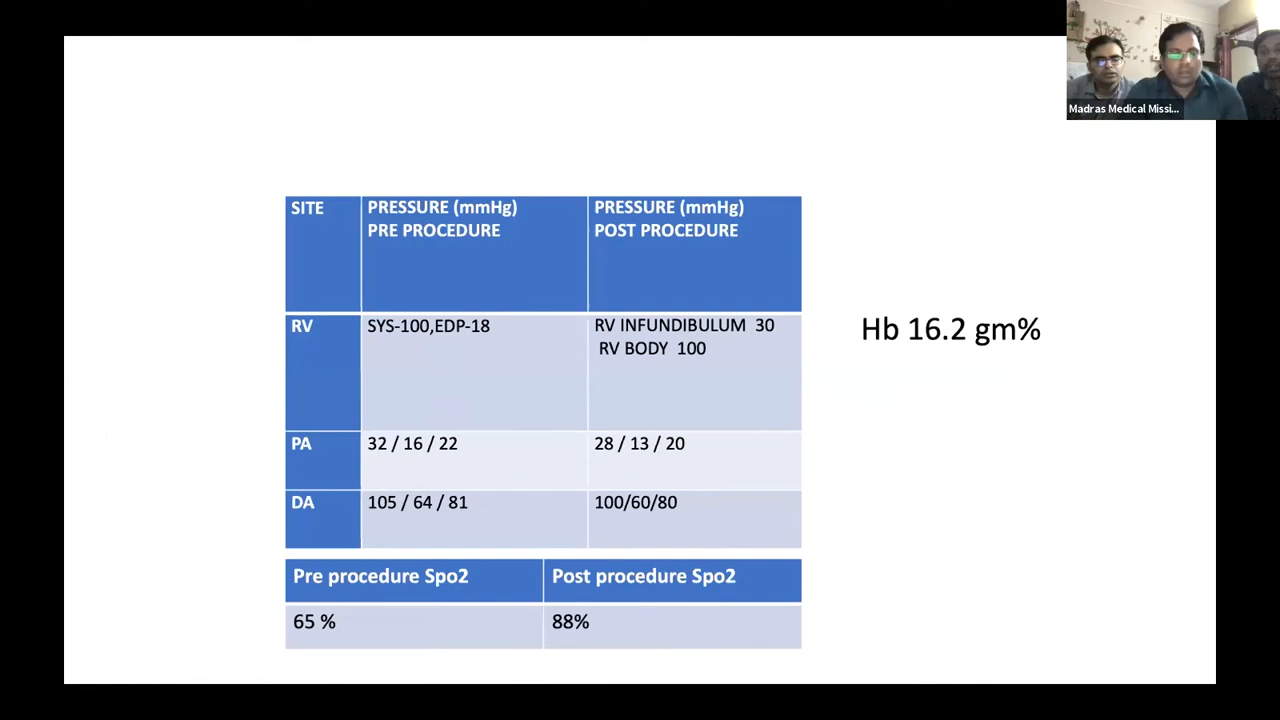 Madras Medical Missi...
SITE
PRESSURE (mmHg)
PRE PROCEDURE
PRESSURE (mmHg)
POST PROCEDURE
RV
SYS-100,EDP-18
RV INFUNDIBULUM 30
RV BODY 100
Hb 16.2 gm%
PA
32 / 16 / 22
28 / 13 / 20
DA
105 / 64 / 81
100/60/80
Pre procedure Spo2
Post procedure Spo2
65 %
88%